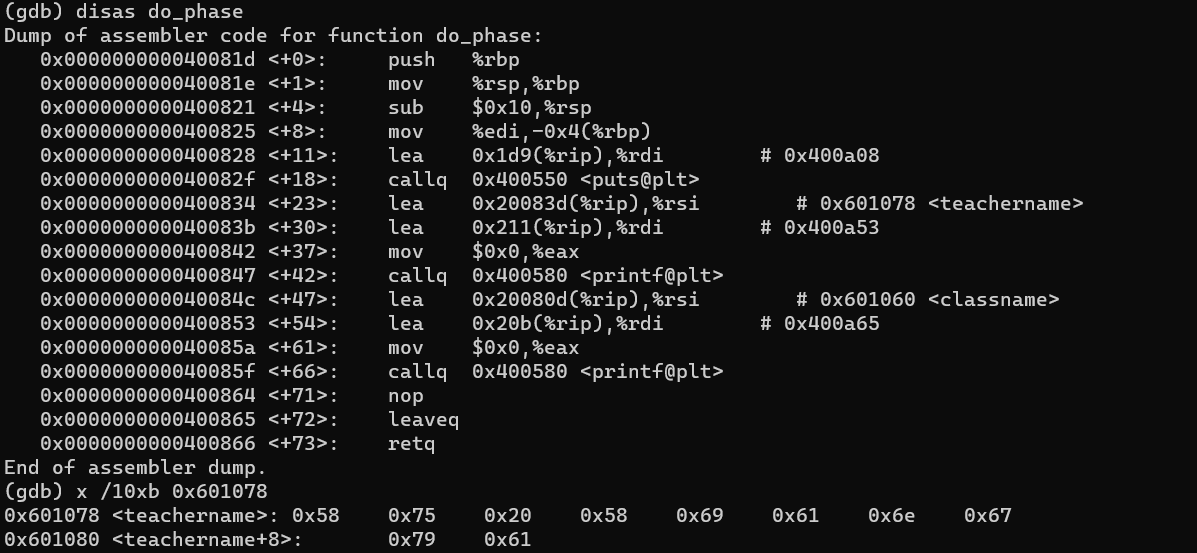 (gdb) disas do_phase
Dump of assembler code for function do_phase:
   0x000000000040081d <+0>:     push   %rbp
   0x000000000040081e <+1>:     mov    %rsp,%rbp
   0x0000000000400821 <+4>:     sub    $0x10,%rsp
   0x0000000000400825 <+8>:     mov    %edi,-0x4(%rbp)
   0x0000000000400828 <+11>:    lea    0x1d9(%rip),%rdi        # 0x400a08
   0x000000000040082f <+18>:    callq  0x400550 <puts@plt>
   0x0000000000400834 <+23>:    lea    0x20083d(%rip),%rsi        # 0x601078 <teachername>
   0x000000000040083b <+30>:    lea    0x211(%rip),%rdi        # 0x400a53
   0x0000000000400842 <+37>:    mov    $0x0,%eax
   0x0000000000400847 <+42>:    callq  0x400580 <printf@plt>
   0x000000000040084c <+47>:    lea    0x20080d(%rip),%rsi        # 0x601060 <classname>
   0x0000000000400853 <+54>:    lea    0x20b(%rip),%rdi        # 0x400a65
   0x000000000040085a <+61>:    mov    $0x0,%eax
   0x000000000040085f <+66>:    callq  0x400580 <printf@plt>
   0x0000000000400864 <+71>:    nop
   0x0000000000400865 <+72>:    leaveq
   0x0000000000400866 <+73>:    retq
End of assembler dump.
(gdb) x /10xb 0x601078
0x601078 <teachername>: 0x58    0x75    0x20    0x58    0x69    0x61    0x6e    0x67
0x601080 <teachername+8>:       0x79    0x61